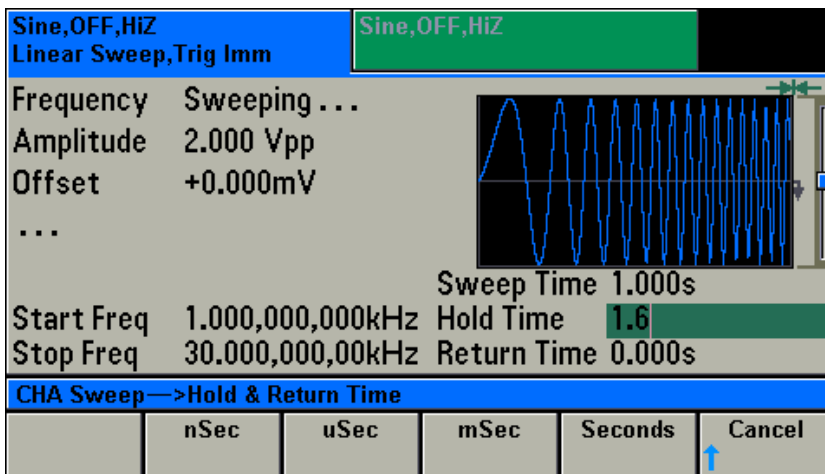 Sine,OFF,HiZ
Linear Sweep,Trig Imm
Sine,OFF,HiZ
Frequency Sweeping ...
Amplitude 2.000 Vpp
Offset +0.000mV
...
Sweep Time 1.000s
Start Freq 1.000,000,000kHz Hold Time 1.6
Stop Freq 30.000,000,00kHz Return Time 0.000s
CHA Sweep—>Hold & Return Time
nSec uSec mSec Seconds Cancel